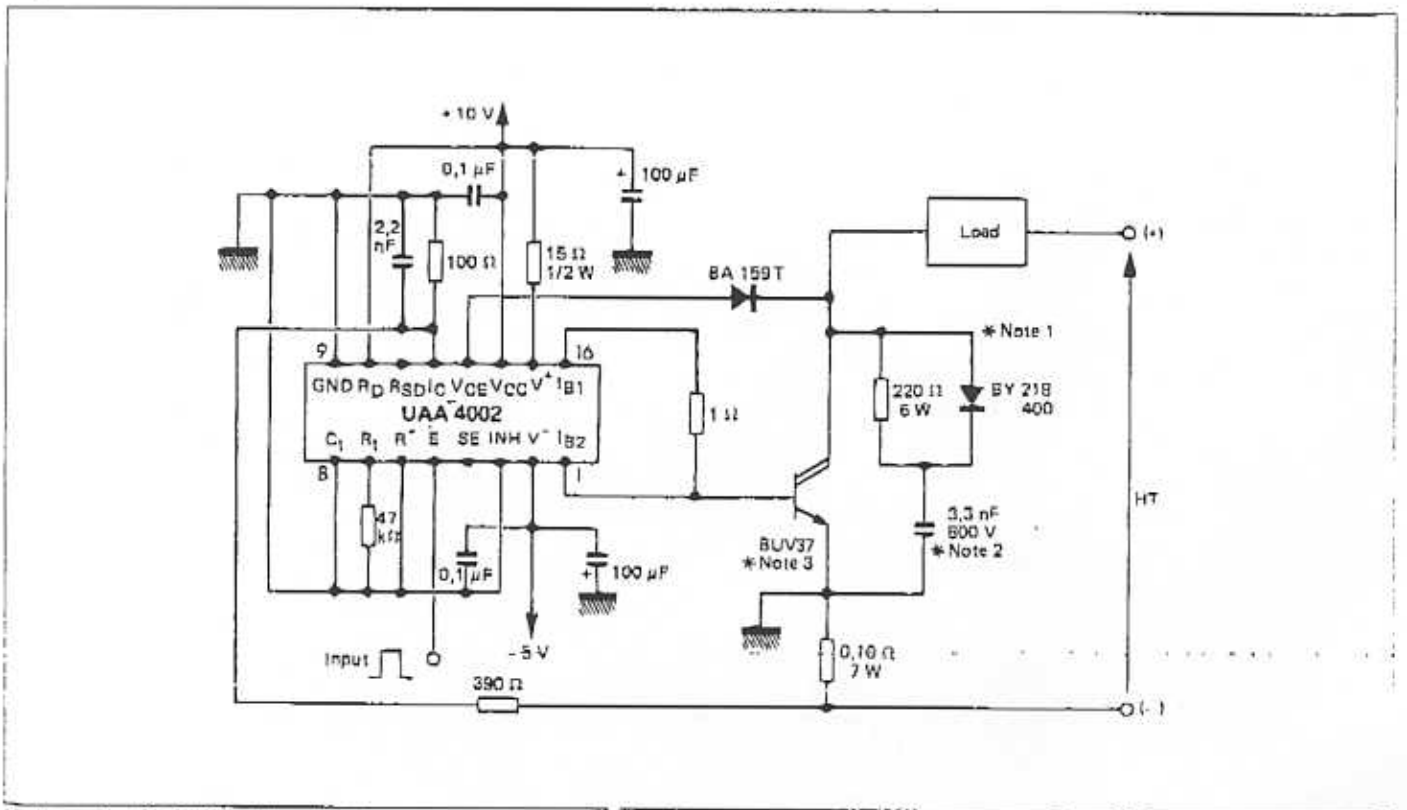 +10 V
0,1 µF
+ 100 µF
2,2 nF
100 Ω
15 Ω
1/2 W
Load
(+)
BA 159T
* Note 1
9
16
GND RD RSD IC VCE VCC V+ IB1
UAA 4002
Ct Rt R- E SE INH V- IB2
8
1
1 Ω
220 Ω
6 W
BY 218
400
HT
47 kΩ
3,3 nF
600 V
* Note 2
BUV37
* Note 3
0,1 µF
+ 100 µF
-5 V
Input
0,10 Ω
7 W
390 Ω
(-)